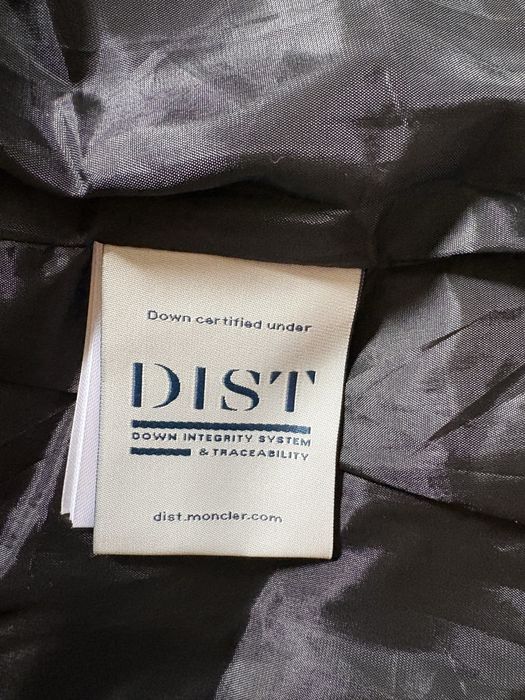 Down certified under
DIST
DOWN INTEGRITY SYSTEM
& TRACEABILITY
dist.moncler.com